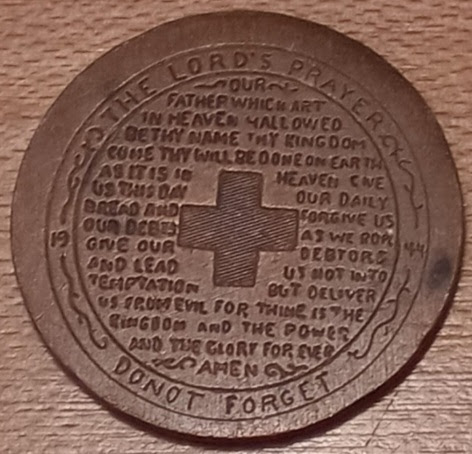 THE LORD'S PRAYER
OUR
FATHER WHICH ART
IN HEAVEN HALLOWED
BE THY NAME THY KINGDOM
COME THY WILL BE DONE ON EARTH
AS IT IS IN HEAVEN GIVE
US THIS DAY OUR DAILY
BREAD AND FORGIVE US
OUR DEBTS AS WE FOR
GIVE OUR DEBTORS
AND LEAD US NOT INTO
TEMPTATION BUT DELIVER
US FROM EVIL FOR THINE IS THE
KINGDOM AND THE POWER
AND THE GLORY FOR EVER
AMEN
19 44
DO NOT FORGET